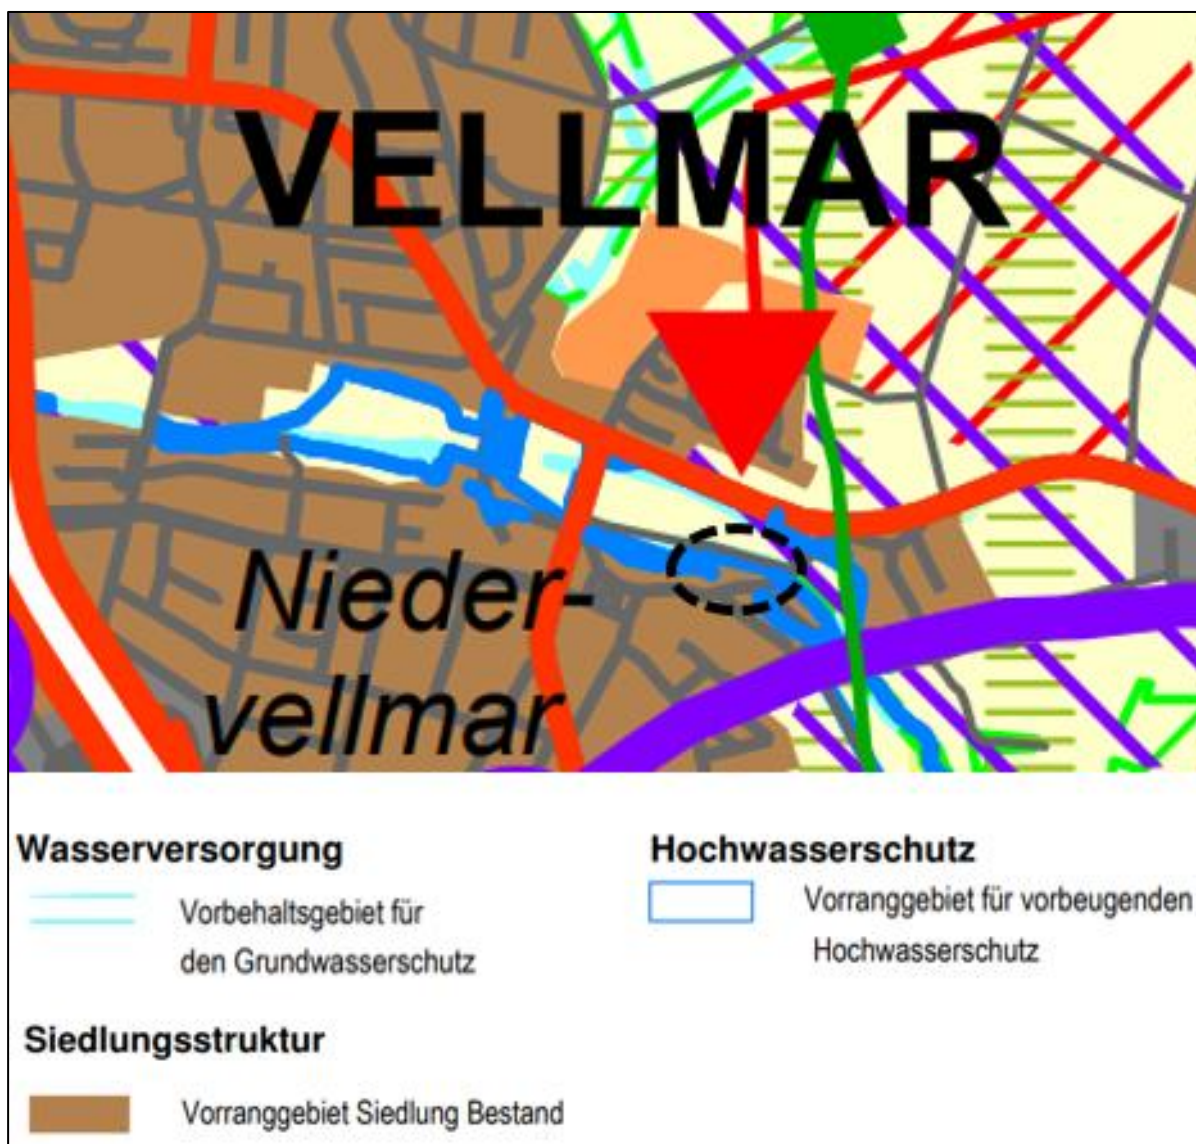 VELLMAR
Nieder-
vellmar
Wasserversorgung
Vorbehaltsgebiet für
den Grundwasserschutz
Hochwasserschutz
Vorranggebiet für vorbeugenden
Hochwasserschutz
Siedlungsstruktur
Vorranggebiet Siedlung Bestand